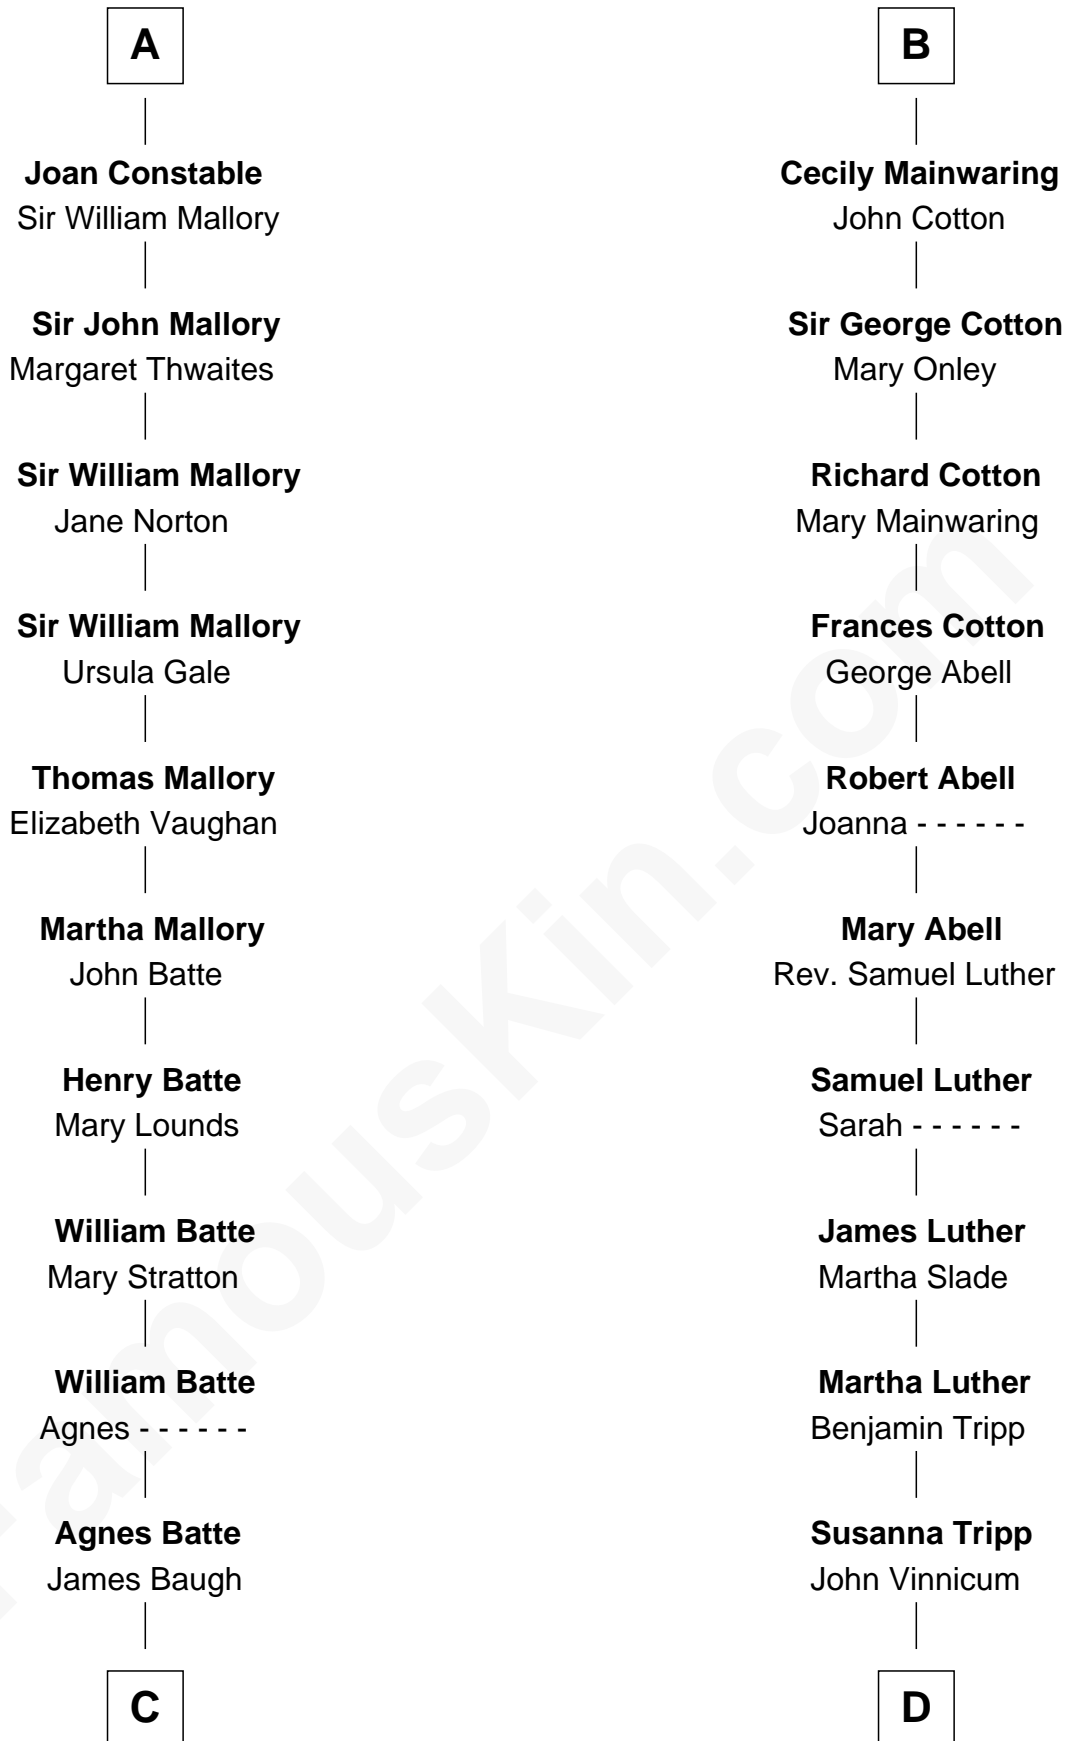 A
Joan Constable
Sir William Mallory
Sir John Mallory
Margaret Thwaites
Sir William Mallory
Jane Norton
Sir William Mallory
Ursula Gale
Thomas Mallory
Elizabeth Vaughan
Martha Mallory
John Batte
Henry Batte
Mary Lounds
William Batte
Mary Stratton
William Batte
Agnes - - - - - -
Agnes Batte
James Baugh
C
B
Cecily Mainwaring
John Cotton
Sir George Cotton
Mary Onley
Richard Cotton
Mary Mainwaring
Frances Cotton
George Abell
Robert Abell
Joanna - - - - - -
Mary Abell
Rev. Samuel Luther
Samuel Luther
Sarah - - - - - -
James Luther
Martha Slade
Martha Luther
Benjamin Tripp
Susanna Tripp
John Vinnicum
D
FamousKin.com